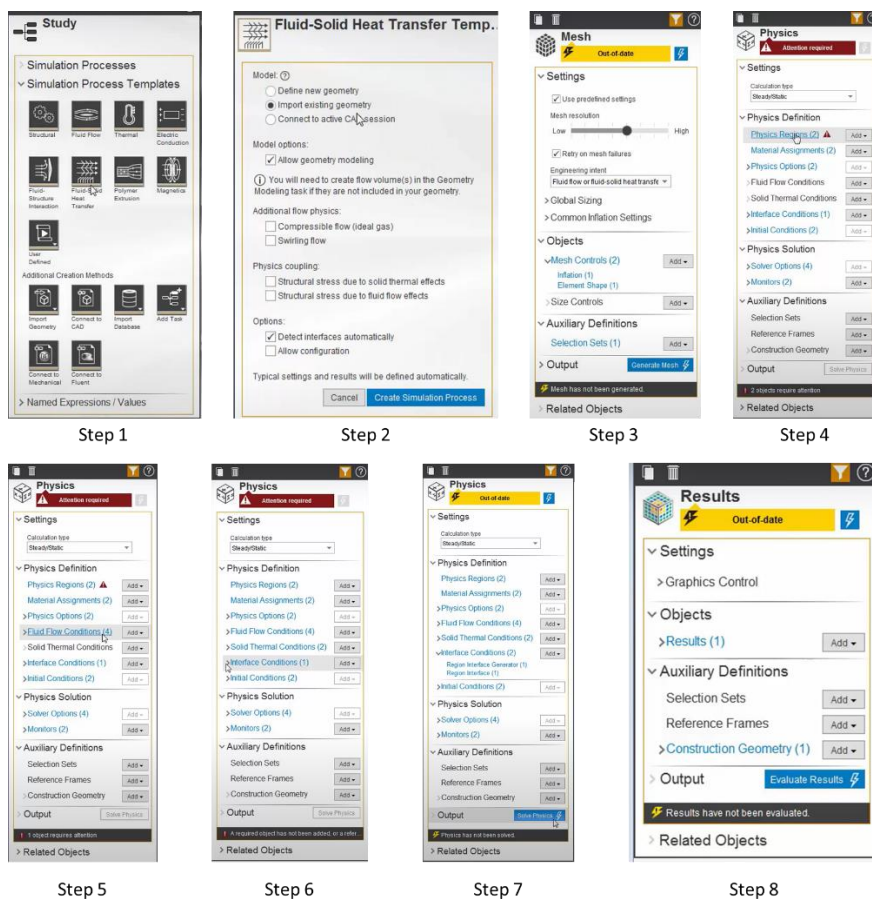 Study
Simulation Processes
Simulation Process Templates
Structural
Fluid Flow
Thermal
Electric
Conduction
Fluid-
Structure
Interaction
Fluid-Solid
Heat
Transfer
Polymer
Extrusion
Magnetics
User
Defined
Additional Creation Methods
Import
Geometry
Connect to
CAD
Import
Database
Add Task
Connect to
Mechanical
Connect to
Fluent
Named Expressions / Values
Step 1
Fluid-Solid Heat Transfer Temp..
Model:
Define new geometry
Import existing geometry
Connect to active CAD session
Model options:
Allow geometry modeling
You will need to create flow volume(s) in the Geometry
Modeling task if they are not included in your geometry.
Additional flow physics:
Compressible flow (ideal gas)
Swirling flow
Physics coupling:
Structural stress due to solid thermal effects
Structural stress due to fluid flow effects
Options:
Detect interfaces automatically
Allow configuration
Typical settings and results will be defined automatically.
Cancel Create Simulation Process
Step 2
Mesh
Out-of-date
Settings
Use predefined settings
Mesh resolution
Low High
Retry on mesh failures
Engineering intent
Fluid flow or fluid-solid heat transfe
Global Sizing
Common Inflation Settings
Objects
Mesh Controls (2) Add
Inflation (1)
Element Shape (1)
Size Controls Add
Auxiliary Definitions
Selection Sets (1) Add
Output Generate Mesh
Mesh has not been generated.
Related Objects
Step 3
Physics
Attention required
Settings
Calculation type
Steady/Static
Physics Definition
Physics Regions (2) Add
Material Assignments (2) Add
Physics Options (2) Add
Fluid Flow Conditions Add
Solid Thermal Conditions Add
Interface Conditions (1) Add
Initial Conditions (2) Add
Physics Solution
Solver Options (4) Add
Monitors (2) Add
Auxiliary Definitions
Selection Sets Add
Reference Frames Add
Construction Geometry Add
Output Solve Physics
2 objects require attention
Related Objects
Step 4
Physics
Attention required
Settings
Calculation type
Steady/Static
Physics Definition
Physics Regions (2) Add
Material Assignments (2) Add
Physics Options (2) Add
Fluid Flow Conditions (4) Add
Solid Thermal Conditions Add
Interface Conditions (1) Add
Initial Conditions (2) Add
Physics Solution
Solver Options (4) Add
Monitors (2) Add
Auxiliary Definitions
Selection Sets Add
Reference Frames Add
Construction Geometry Add
Output Solve Physics
1 object requires attention
Related Objects
Step 5
Physics
Attention required
Settings
Calculation type
Steady/Static
Physics Definition
Physics Regions (2) Add
Material Assignments (2) Add
Physics Options (2) Add
Fluid Flow Conditions (4) Add
Solid Thermal Conditions (2) Add
Interface Conditions (1) Add
Initial Conditions (2) Add
Physics Solution
Solver Options (4) Add
Monitors (2) Add
Auxiliary Definitions
Selection Sets Add
Reference Frames Add
Construction Geometry Add
Output Solve Physics
A required object has not been added, or a refer...
Related Objects
Step 6
Physics
Out-of-date
Settings
Calculation type
Steady/Static
Physics Definition
Physics Regions (2) Add
Material Assignments (2) Add
Physics Options (2) Add
Fluid Flow Conditions (4) Add
Solid Thermal Conditions (2) Add
Interface Conditions (2) Add
Region Interface Generator (1)
Region Interface (1)
Initial Conditions (2) Add
Physics Solution
Solver Options (4) Add
Monitors (2) Add
Auxiliary Definitions
Selection Sets Add
Reference Frames Add
Construction Geometry Add
Output Solve Physics
Physics has not been solved.
Related Objects
Step 7
Results
Out-of-date
Settings
Graphics Control
Objects
Results (1) Add
Auxiliary Definitions
Selection Sets Add
Reference Frames Add
Construction Geometry (1) Add
Output Evaluate Results
Results have not been evaluated.
Related Objects
Step 8